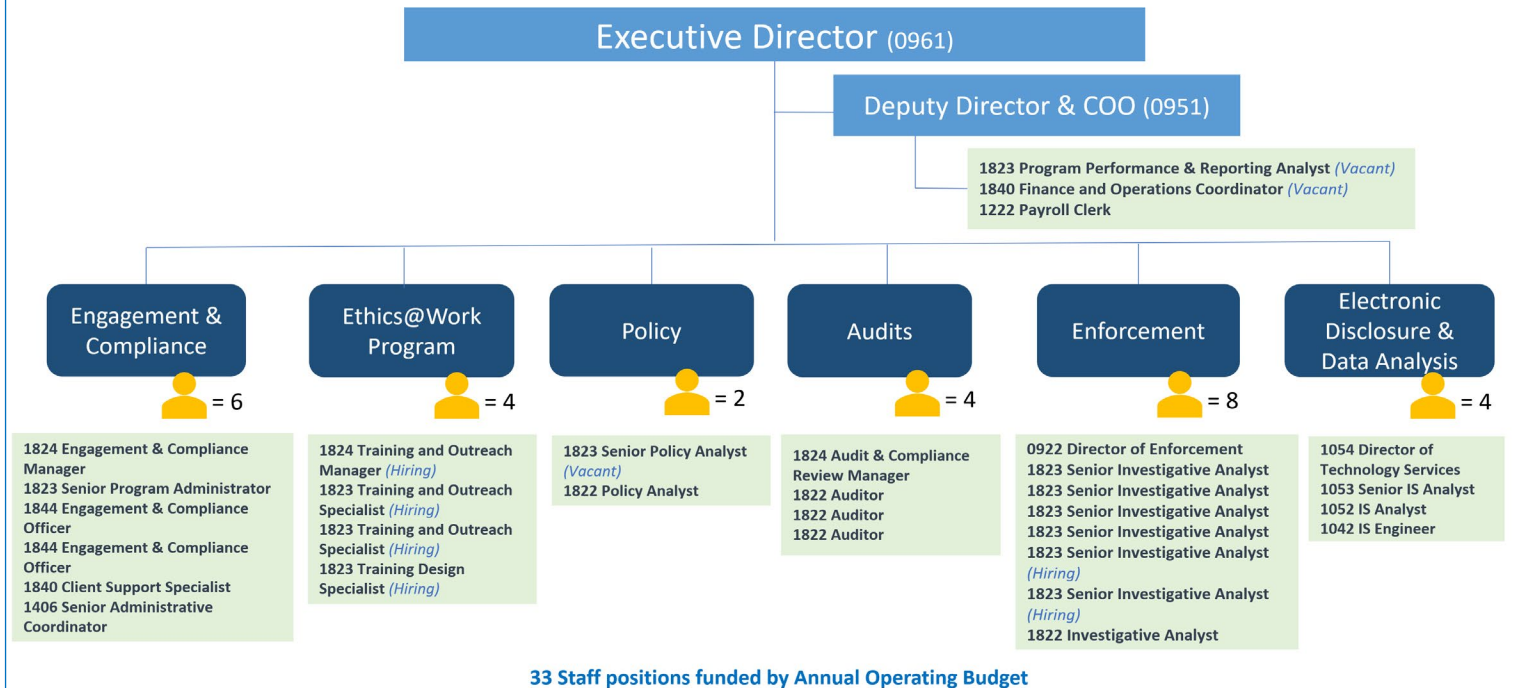 Executive Director (0961)
Deputy Director & COO (0951)
1823 Program Performance & Reporting Analyst (Vacant)
1840 Finance and Operations Coordinator (Vacant)
1222 Payroll Clerk
Engagement &
Compliance
= 6
1824 Engagement & Compliance
Manager
1823 Senior Program Administrator
1844 Engagement & Compliance
Officer
1844 Engagement & Compliance
Officer
1840 Client Support Specialist
1406 Senior Administrative
Coordinator
Ethics@Work
Program
= 4
1824 Training and Outreach
Manager (Hiring)
1823 Training and Outreach
Specialist (Hiring)
1823 Training and Outreach
Specialist (Hiring)
1823 Training Design
Specialist (Hiring)
Policy
= 2
1823 Senior Policy Analyst
(Vacant)
1822 Policy Analyst
Audits
= 4
1824 Audit & Compliance
Review Manager
1822 Auditor
1822 Auditor
1822 Auditor
Enforcement
= 8
0922 Director of Enforcement
1823 Senior Investigative Analyst
1823 Senior Investigative Analyst
1823 Senior Investigative Analyst
1823 Senior Investigative Analyst
1823 Senior Investigative Analyst
(Hiring)
1823 Senior Investigative Analyst
(Hiring)
1822 Investigative Analyst
Electronic
Disclosure &
Data Analysis
= 4
1054 Director of
Technology Services
1053 Senior IS Analyst
1052 IS Analyst
1042 IS Engineer
33 Staff positions funded by Annual Operating Budget